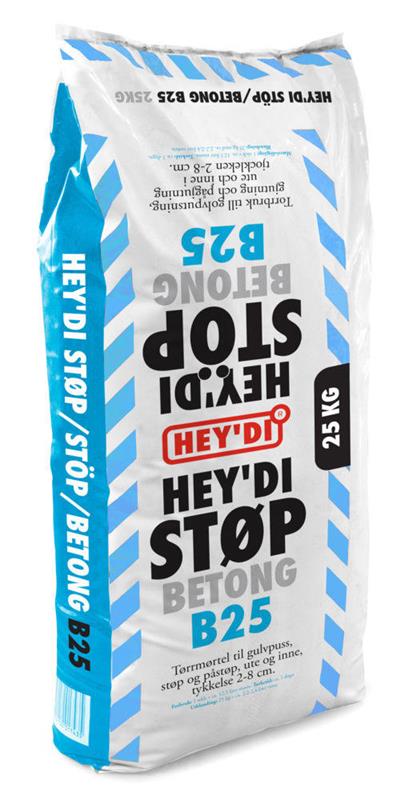 HEY'DI STÖP/BETONG B25 25KG
Torrbruk till golvputsning,
gjutning och pågjutning
ute och inne i
tjockleken 2-8 cm.
B25
BETONG
STÖP
HEY'DI
HEY'DI
25 KG
HEY'DI
STØP
BETONG
B25
Tørrmørtel til gulvpuss,
støp og påstøp, ute og inne,
tykkelse 2-8 cm.
HEY'DI STØP/STÖP/BETONG B25